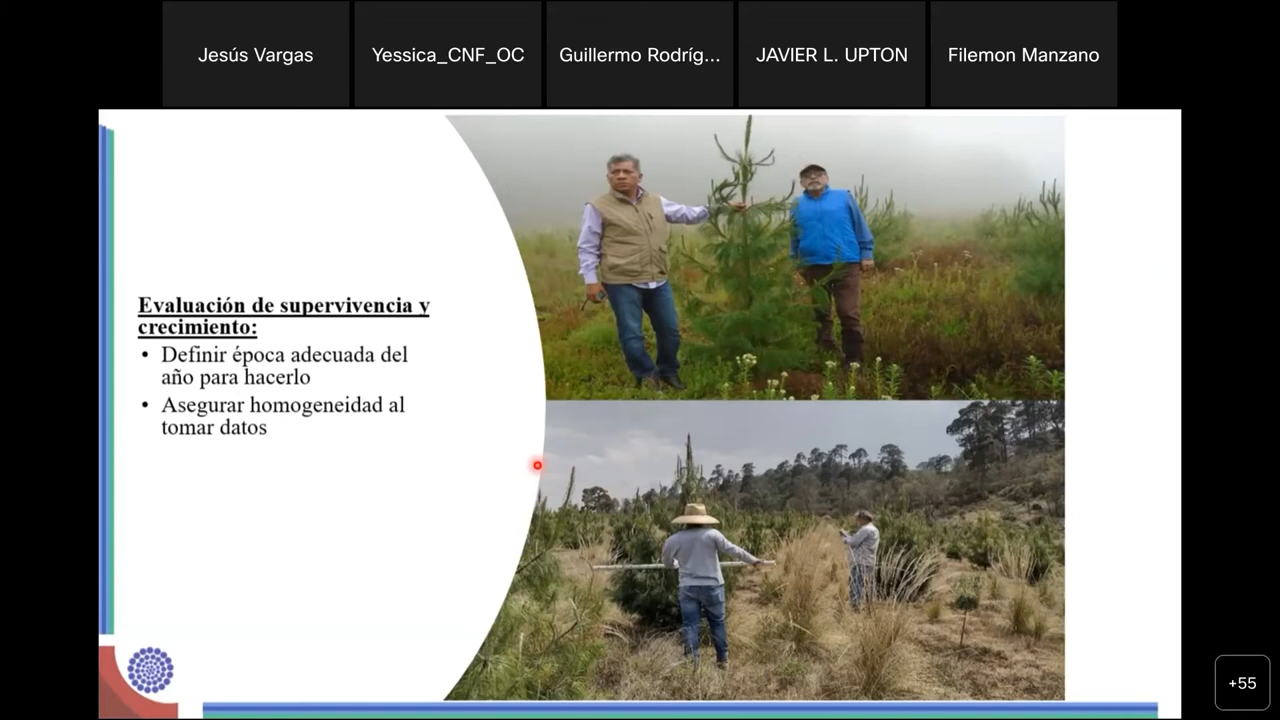 Jesús Vargas
Yessica_CNF_OC
Guillermo Rodríg...
JAVIER L. UPTON
Filemon Manzano
Evaluación de supervivencia y
crecimiento:
• Definir época adecuada del
año para hacerlo
• Asegurar homogeneidad al
tomar datos
+55